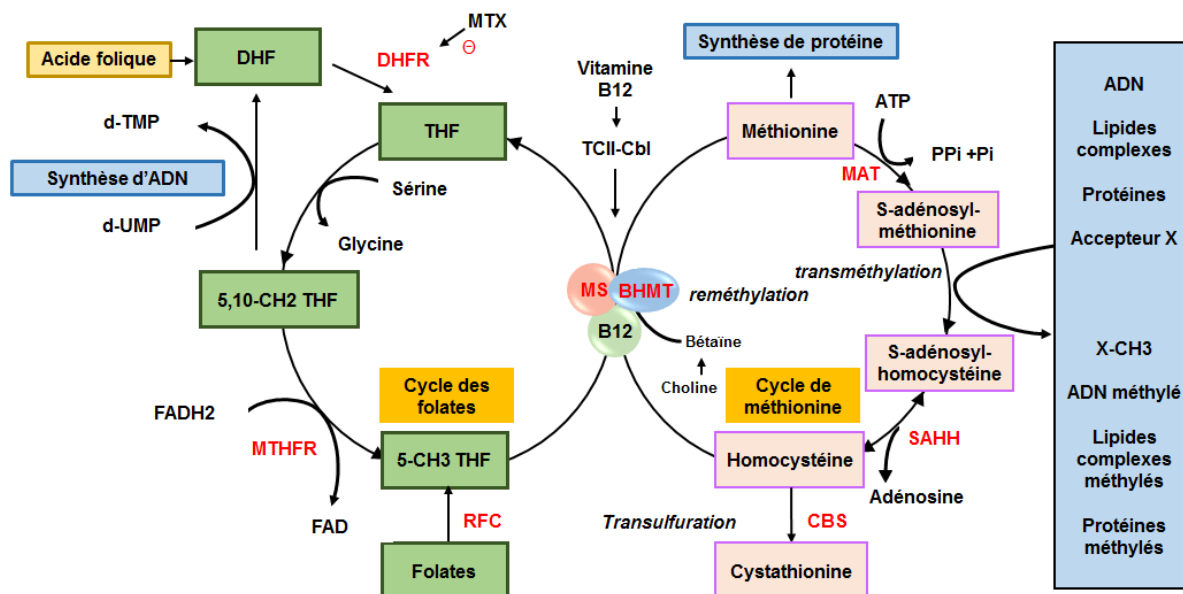 MTX
Acide folique
DHF
DHFR
Θ
Synthèse de protéine
Vitamine
B12
ATP
ADN
d-TMP
THF
TCII-Cbl
Méthionine
PPi +Pi
Lipides
complexes
MAT
Synthèse d'ADN
Sérine
S-adénosyl-
méthionine
Protéines
d-UMP
Glycine
Accepteur X
transméthylation
5,10-CH2 THF
MS
BHMT
reméthylation
B12
Bétaïne
S-adénosyl-
homocystéine
X-CH3
Choline
Cycle des
folates
Cycle de
méthionine
ADN méthylé
FADH2
MTHFR
5-CH3 THF
Homocystéine
SAHH
Lipides
complexes
méthylés
Adénosine
FAD
RFC
Transulfuration
CBS
Protéines
méthylés
Folates
Cystathionine